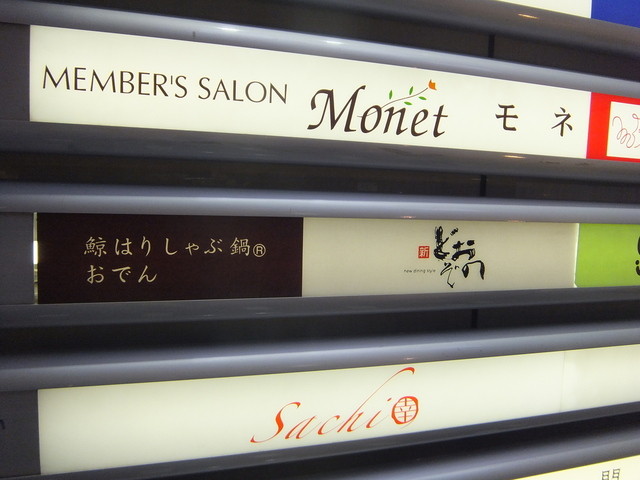 MEMBER'S SALON Monet モネ
鯨はりしゃぶ鍋®
おでん
新
new dining style
Sachi 幸